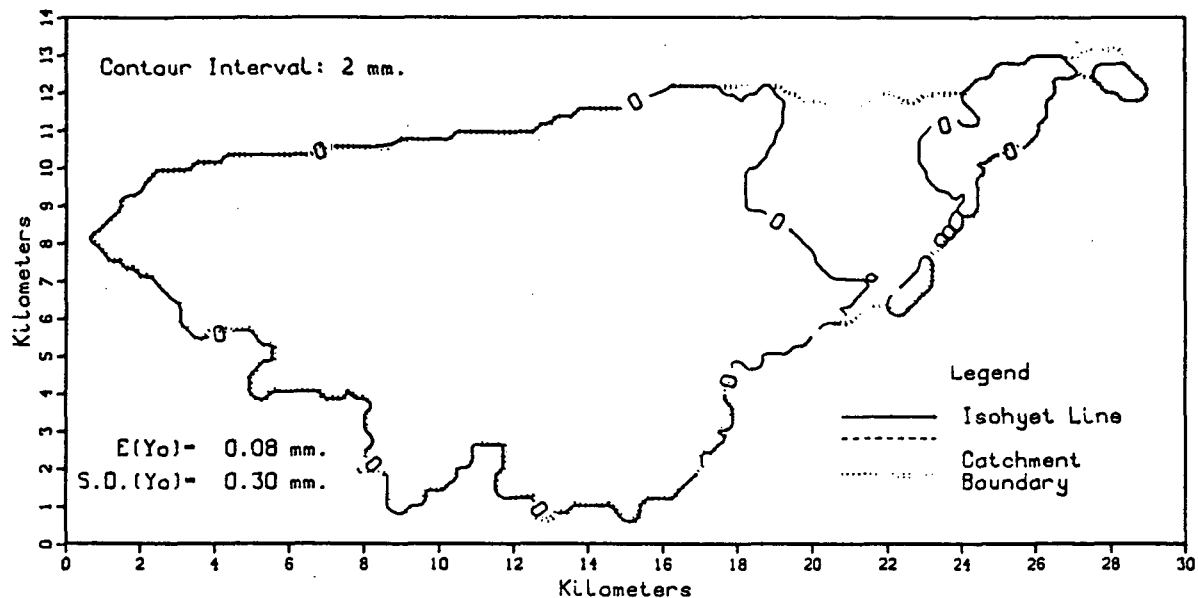 14
13
12
11
10
9
8
7
6
5
4
3
2
1
0
Kilometers
Contour Interval: 2 mm.
0
0
0
0
0
0
0
0
0
0
E(Yo)= 0.08 mm.
S.D.(Yo)= 0.30 mm.
Legend
Isohyet Line
Catchment
Boundary
0 2 4 6 8 10 12 14 16 18 20 22 24 26 28 30
Kilometers